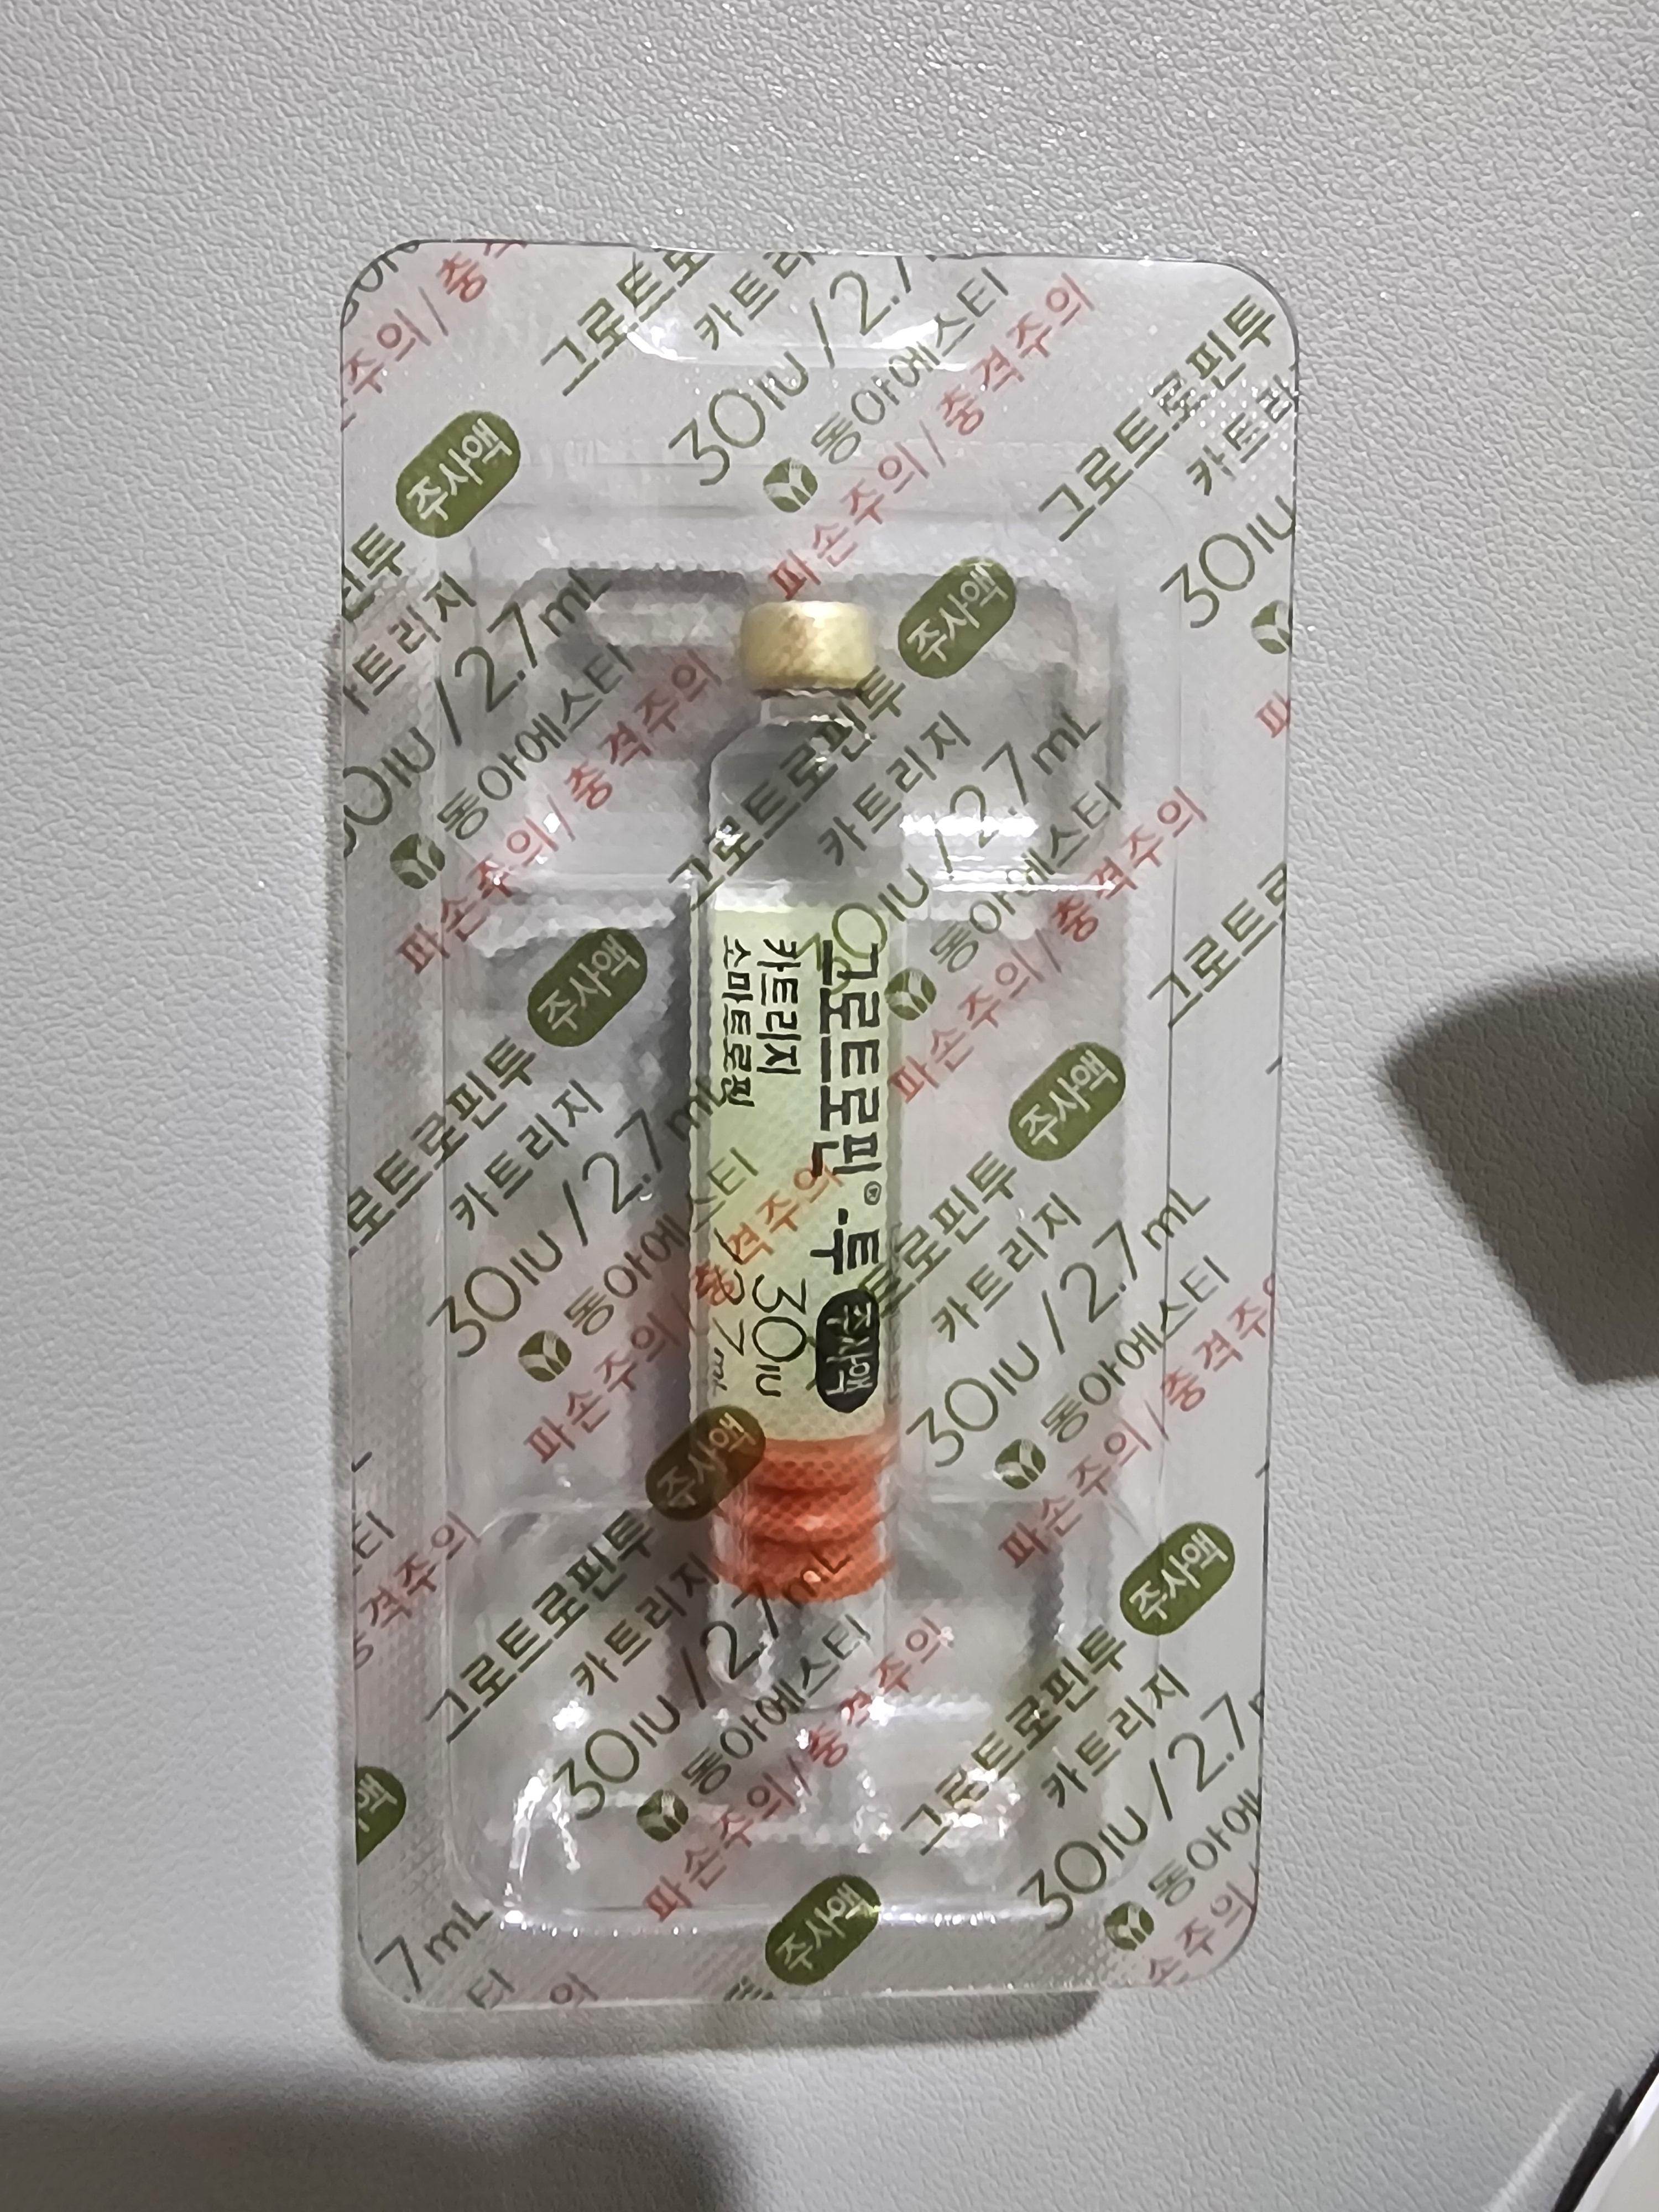 그로트로핀투 주사액
카트리지
30IU / 2.7mL
동아에스티
파손주의 / 충격주의
그로트로핀®-투 주사액
카트리지 30IU
소마트로핀